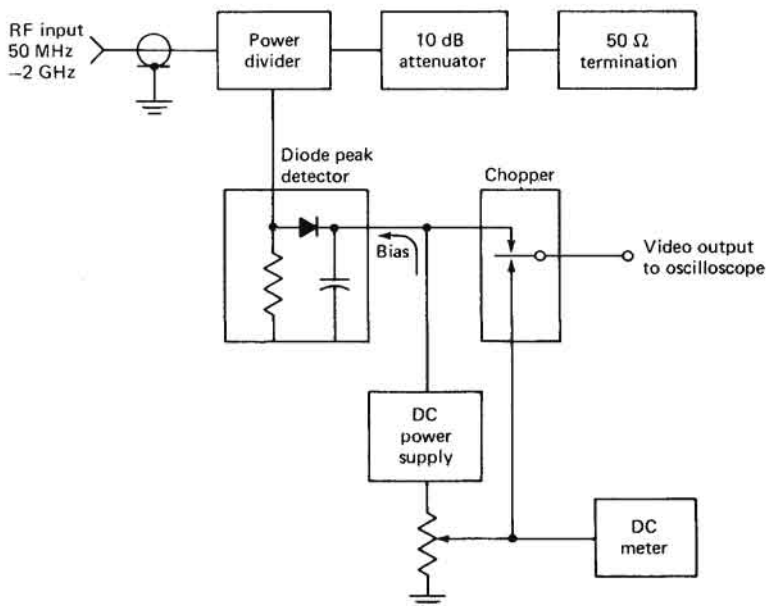 RF input
50 MHz
–2 GHz
Power
divider
10 dB
attenuator
50 Ω
termination
Diode peak
detector
Chopper
Bias
Video output
to oscilloscope
DC
power
supply
DC
meter